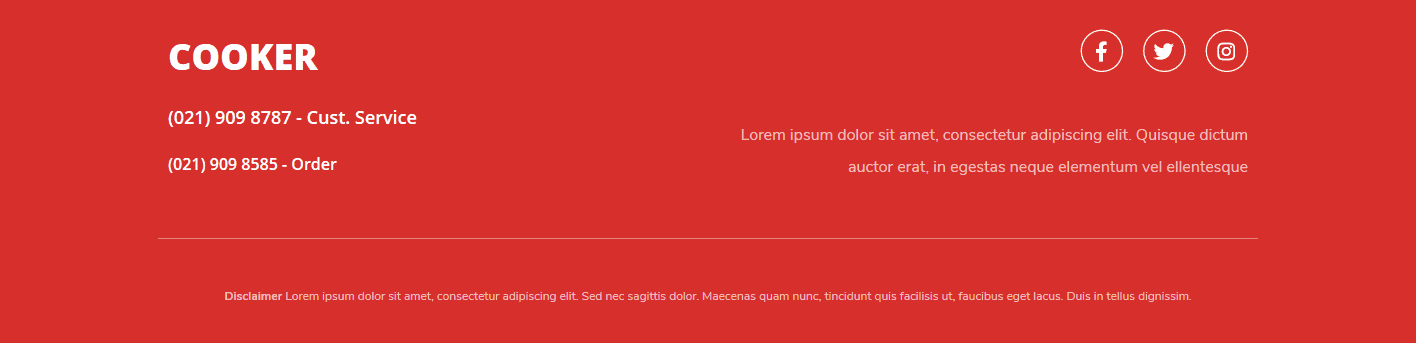 COOKER
(021) 909 8787 - Cust. Service
(021) 909 8585 - Order
Lorem ipsum dolor sit amet, consectetur adipiscing elit. Quisque dictum
auctor erat, in egestas neque elementum vel ellentesque
Disclaimer Lorem ipsum dolor sit amet, consectetur adipiscing elit. Sed nec sagittis dolor. Maecenas quam nunc, tincidunt quis facilisis ut, faucibus eget lacus. Duis in tellus dignissim.